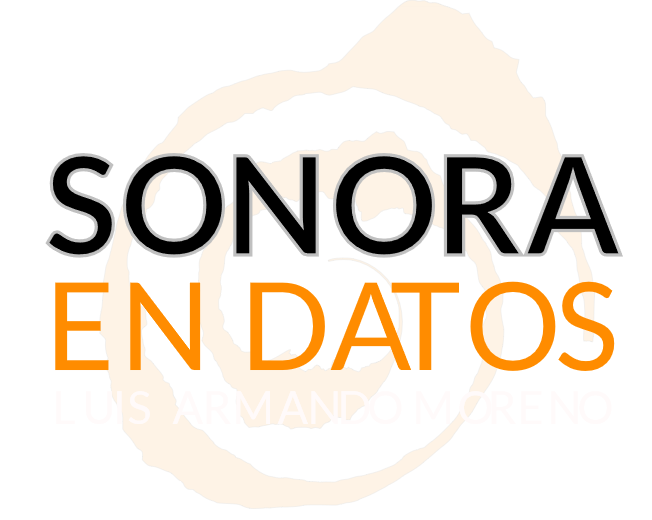 SONORA
EN DATOS
LUIS ARMANDO MORENO